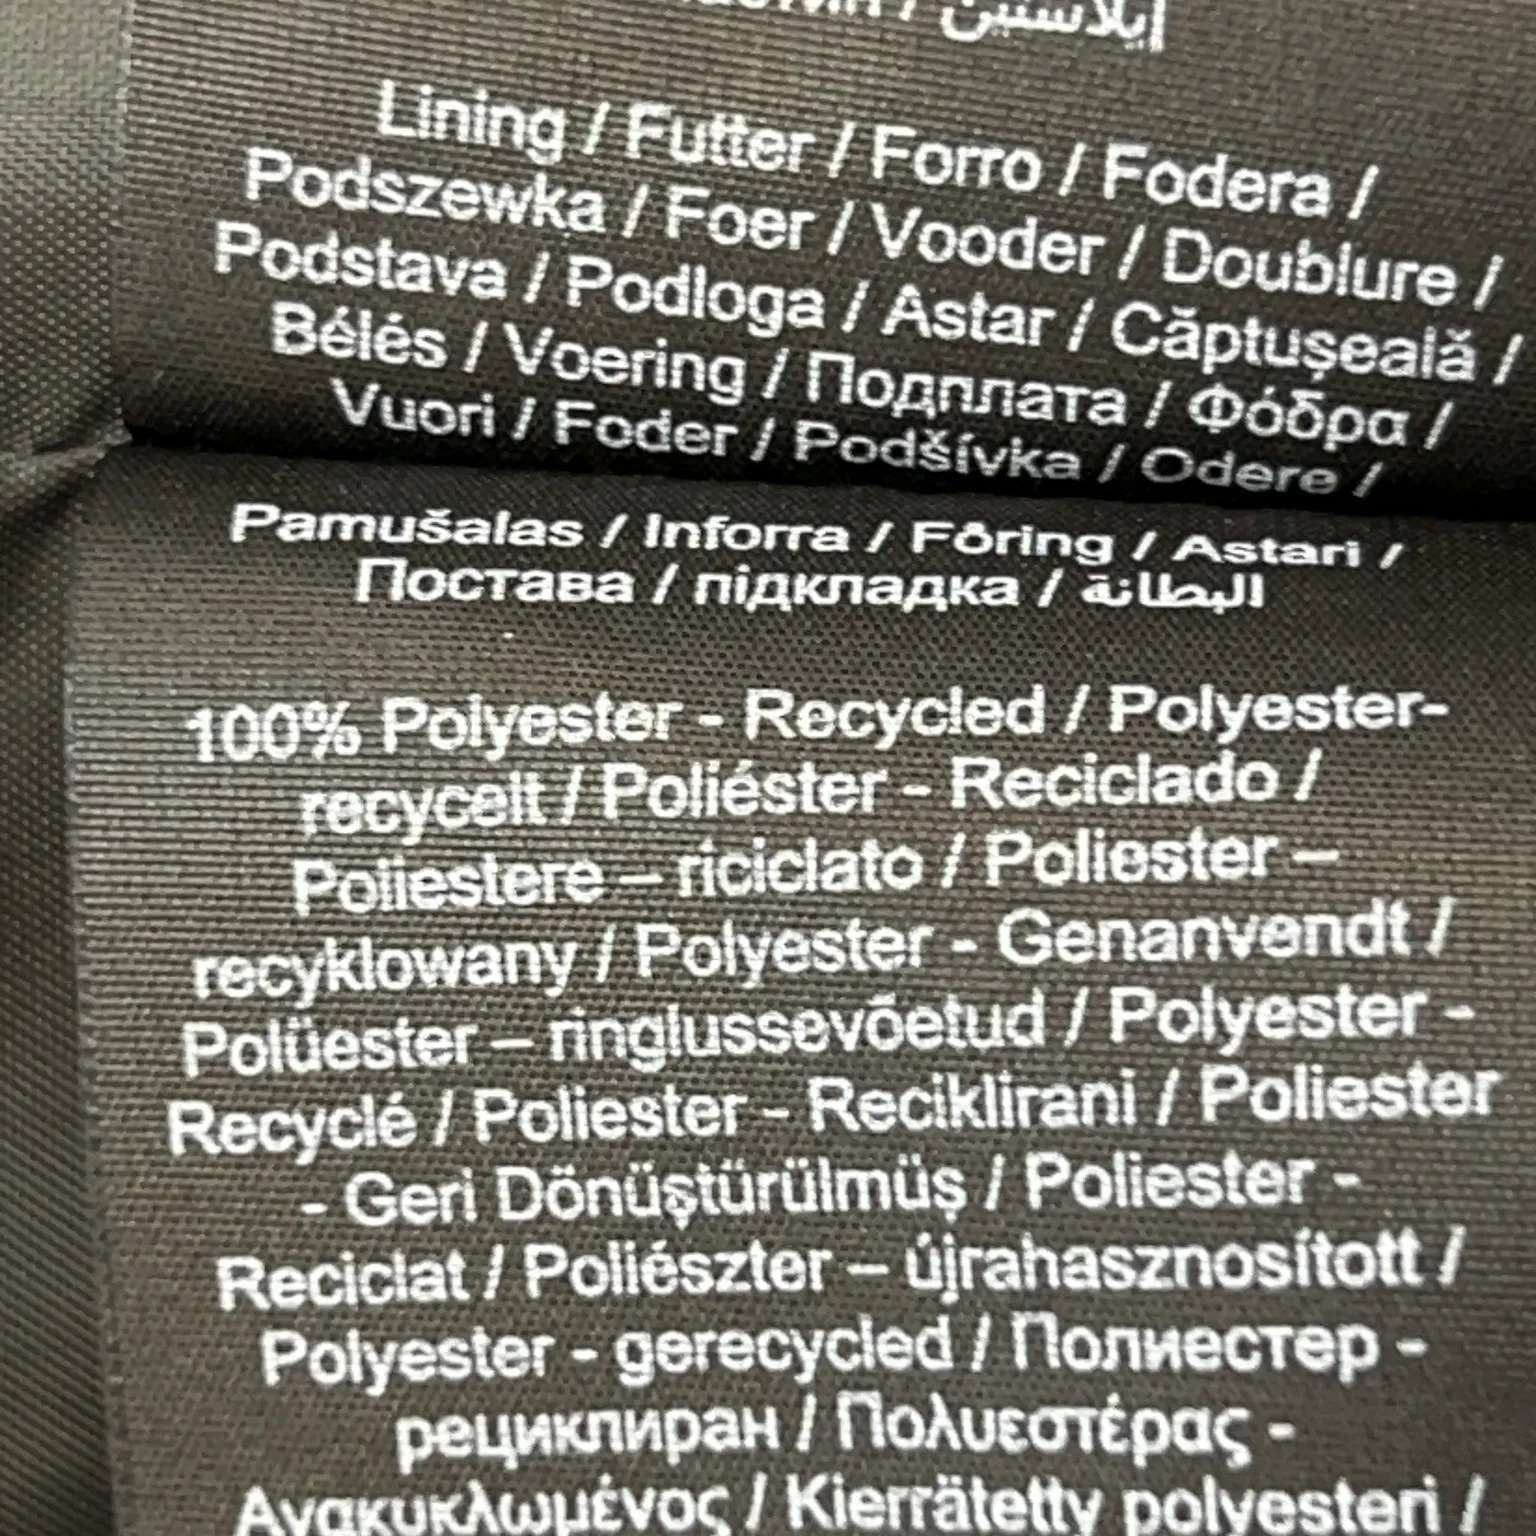 / إيلاستين
Lining / Futter / Forro / Fodera /
Podszewka / Foer / Vooder / Doublure /
Podstava / Podloga / Astar / Căptușeală /
Bélés / Voering / Подплата / Φόδρα /
Vuori / Foder / Podšívka / Odere /
Pamušalas / Inforra / Fôring / Astari /
Постава / підкладка / البطانة
100% Polyester - Recycled / Polyester-
recycelt / Poliéster - Reciclado /
Poliestere – riciclato / Poliester –
recyklowany / Polyester - Genanvendt /
Polüester – ringlussevõetud / Polyester -
Recyclé / Poliester - Reciklirani / Poliester
- Geri Dönüştürülmüş / Poliester -
Reciclat / Poliészter – újrahasznosított /
Polyester - gerecycled / Полиестер -
рециклиран / Πολυεστέρας -
Ανακυκλωμένος / Kierrätetty polyesteri /